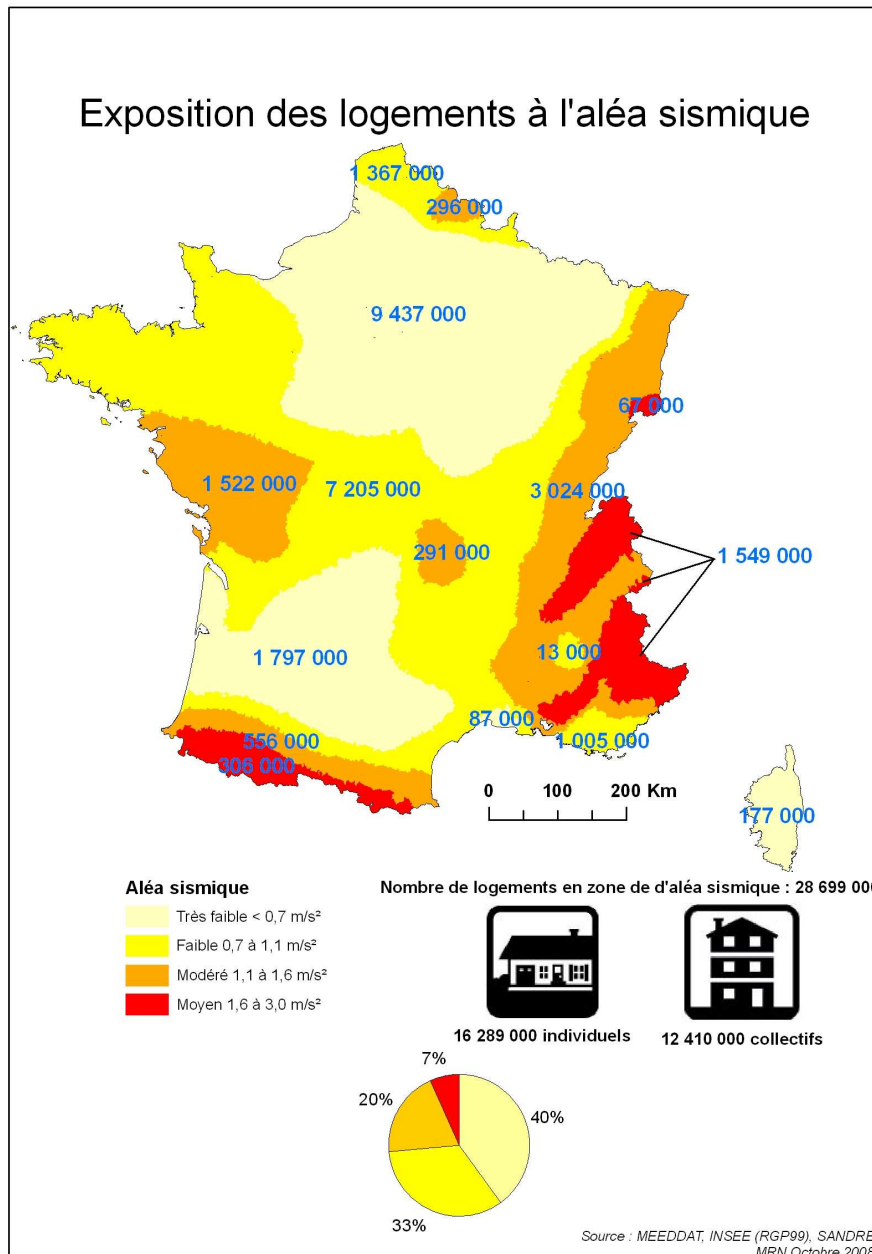 Exposition des logements à l'aléa sismique
1 367 000
296 000
9 437 000
67 000
1 522 000
7 205 000
3 024 000
291 000
1 549 000
13 000
1 797 000
87 000
556 000
1 005 000
306 000
0 100 200 Km
177 000
Aléa sismique
Très faible < 0,7 m/s²
Faible 0,7 à 1,1 m/s²
Modéré 1,1 à 1,6 m/s²
Moyen 1,6 à 3,0 m/s²
Nombre de logements en zone de d'aléa sismique : 28 699 000
16 289 000 individuels
12 410 000 collectifs
7%
20%
40%
33%
Source : MEEDDAT, INSEE (RGP99), SANDRE
MRN Octobre 2008